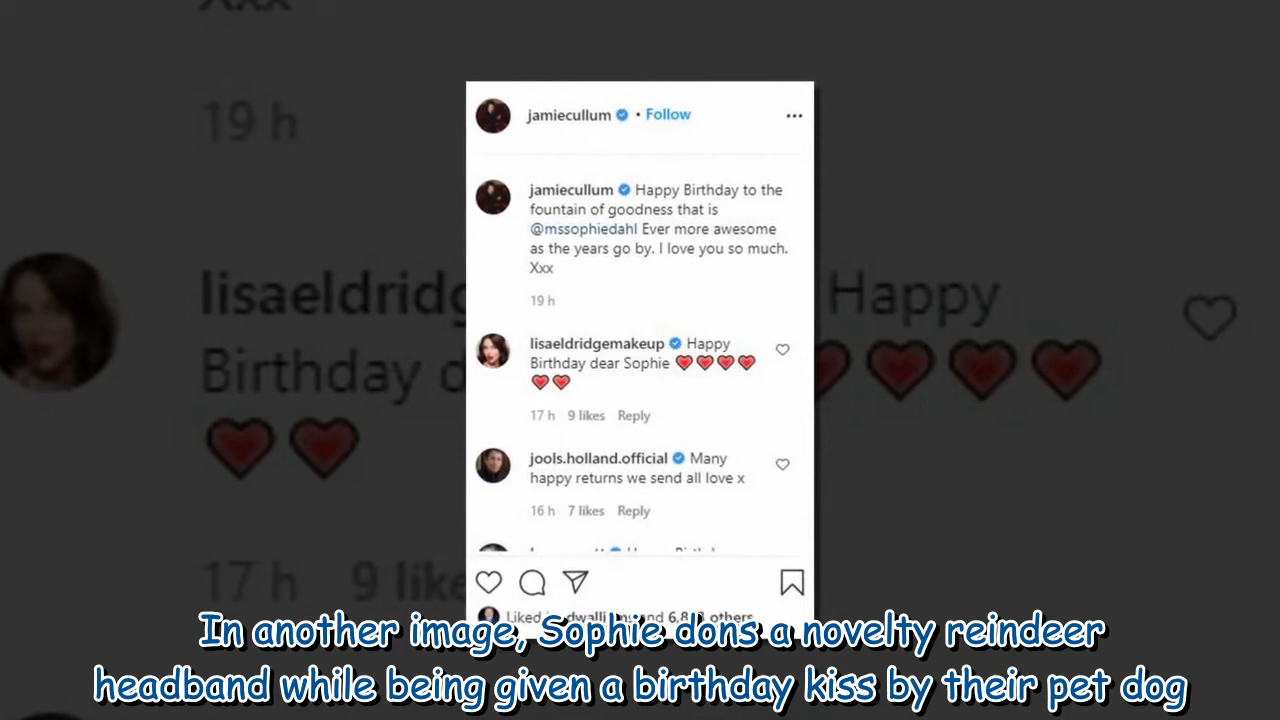 Xxx
19 h
lisaeldridg
Happy
Birthday d
17 h 9 like
jamiecullum • Follow
jamiecullum Happy Birthday to the
fountain of goodness that is
@mssophiedahl Ever more awesome
as the years go by. I love you so much.
Xxx
19 h
lisaeldridgemakeup Happy
Birthday dear Sophie ❤️❤️❤️❤️
❤️❤️
17 h 9 likes Reply
jools.holland.official Many
happy returns we send all love x
16 h 7 likes Reply
Liked and others
In another image, Sophie dons a novelty reindeer
headband while being given a birthday kiss by their pet dog